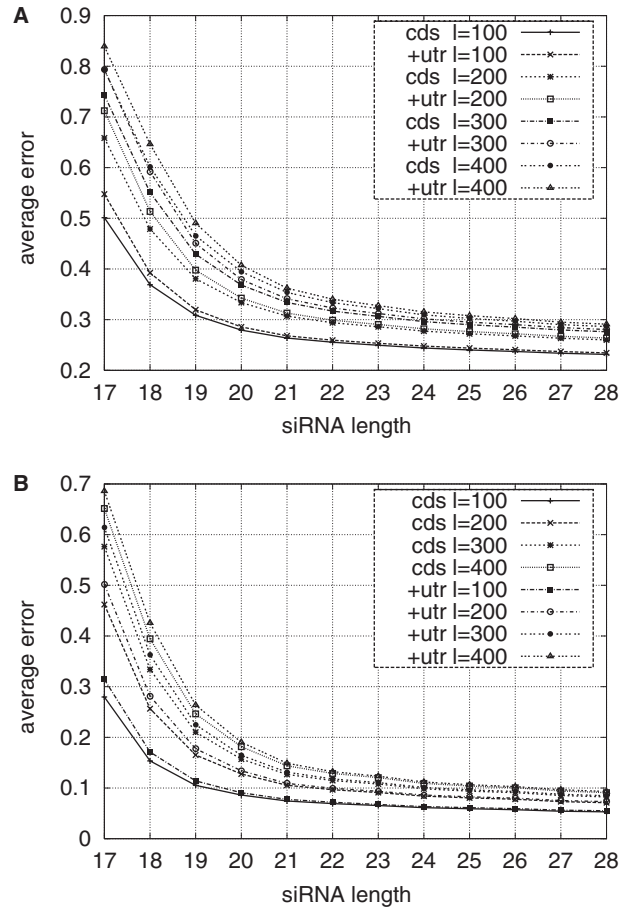 A
0.9
0.8
0.7
0.6
0.5
0.4
0.3
0.2
average error
cds l=100
+utr l=100
cds l=200
+utr l=200
cds l=300
+utr l=300
cds l=400
+utr l=400
17 18 19 20 21 22 23 24 25 26 27 28
siRNA length
B
0.7
0.6
0.5
0.4
0.3
0.2
0.1
0
average error
cds l=100
cds l=200
cds l=300
cds l=400
+utr l=100
+utr l=200
+utr l=300
+utr l=400
17 18 19 20 21 22 23 24 25 26 27 28
siRNA length